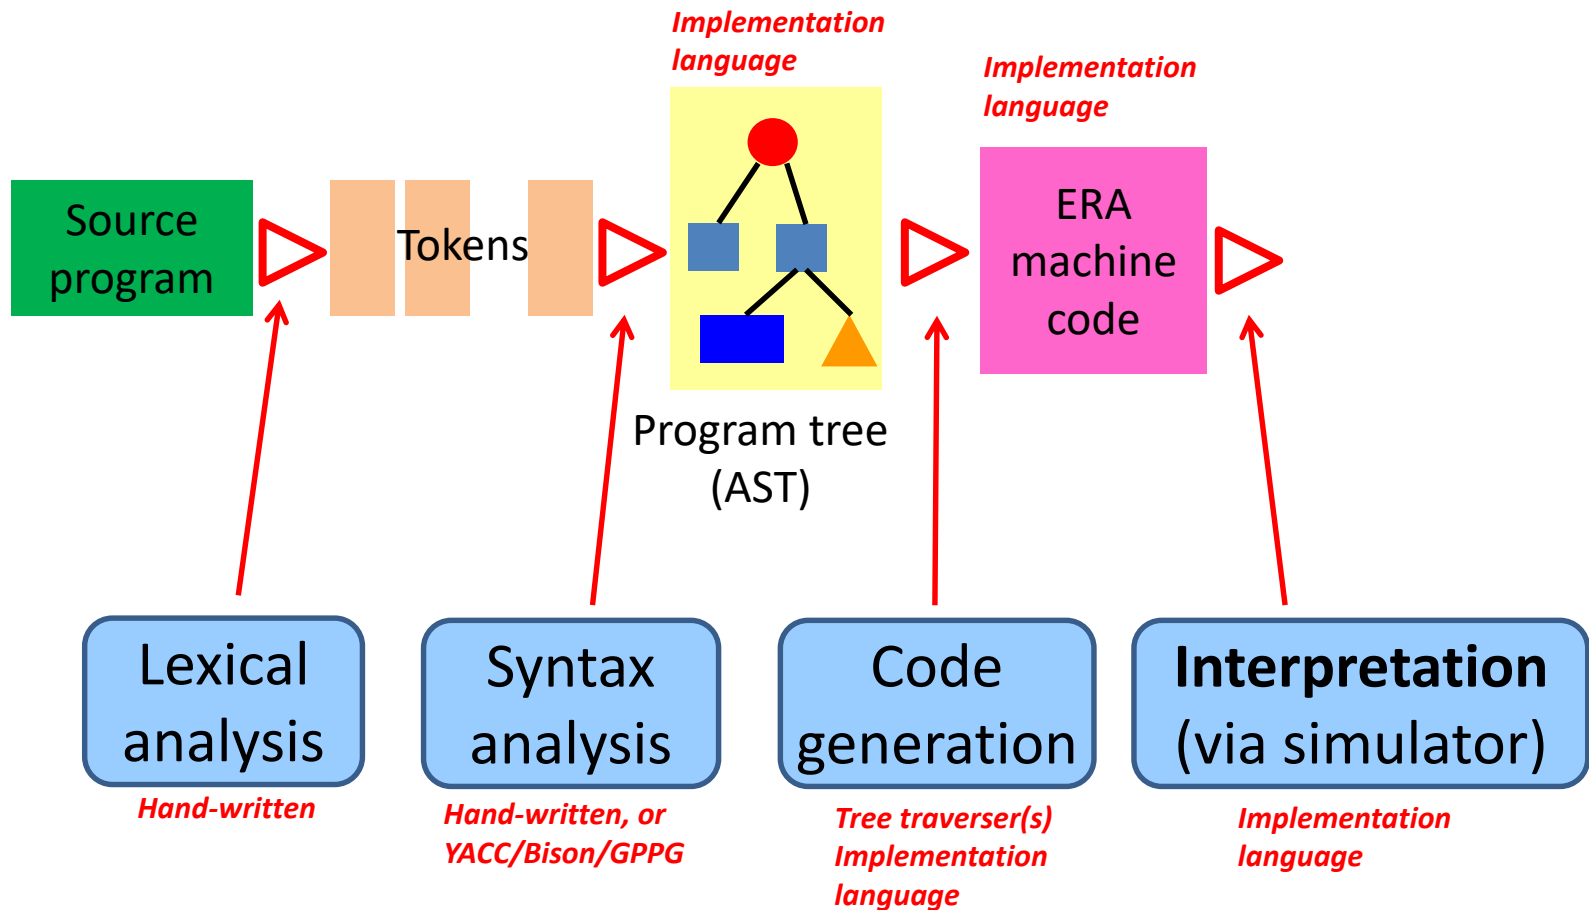 Implementation
language
Implementation
language
Source
program
Tokens
ERA
machine
code
Program tree
(AST)
Lexical
analysis
Syntax
analysis
Code
generation
Interpretation
(via simulator)
Hand-written
Hand-written, or
YACC/Bison/GPPG
Tree traverser(s)
Implementation
language
Implementation
language